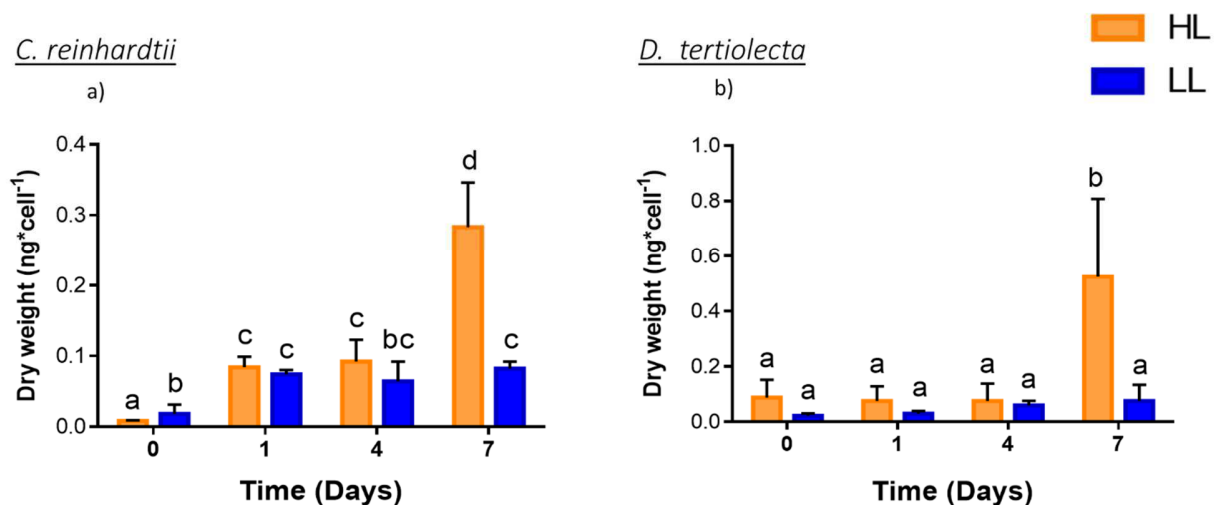 C. reinhardtii
a)
Dry weight (ng*cell-1)
0.4
0.3
0.2
0.1
0.0
a
b
c
c
c
bc
d
c
0
1
4
7
Time (Days)
D. tertiolecta
b)
Dry weight (ng*cell-1)
1.0
0.8
0.6
0.4
0.2
0.0
a
a
a
a
a
a
b
a
0
1
4
7
Time (Days)
HL
LL